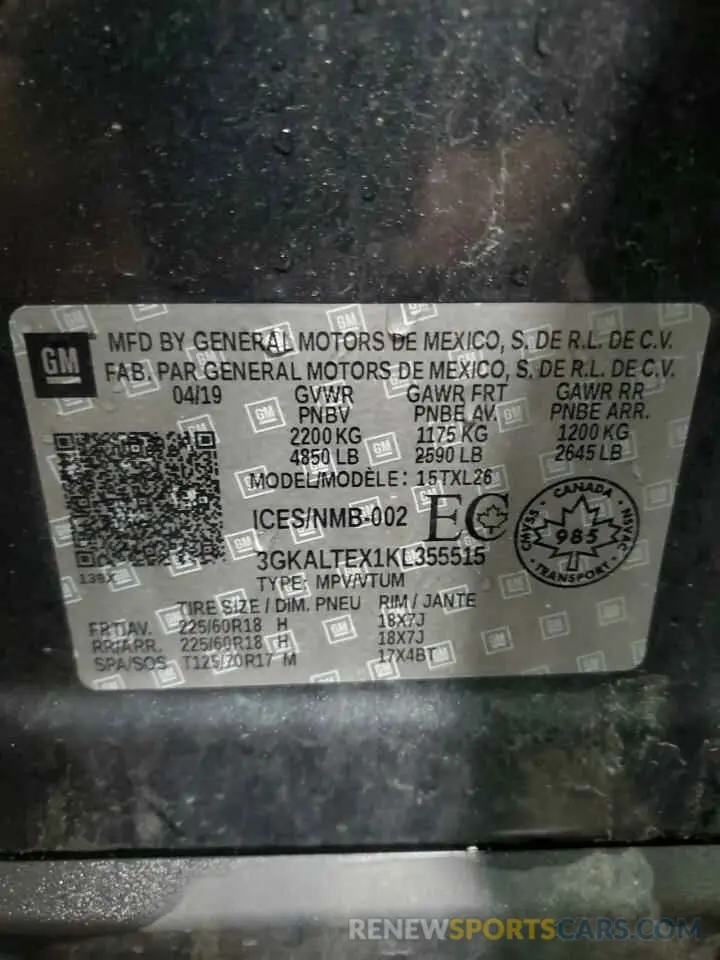 GM
MFD BY GENERAL MOTORS DE MEXICO, S. DE R.L. DE C.V.
FAB. PAR GENERAL MOTORS DE MEXICO, S. DE R.L. DE C.V.
04/19 GVWR GAWR FRT GAWR RR
PNBV PNBE AV. PNBE ARR.
2200 KG 1175 KG 1200 KG
4850 LB 2590 LB 2645 LB
MODEL/MODÈLE: 15TXL26
ICES/NMB-002 EC
CANADA
CMVSS 985 NSVAC
TRANSPORT
3GKALTEX1KL355515
139X
TYPE: MPV/VTUM
TIRE SIZE / DIM. PNEU RIM / JANTE
FRT/AV. 225/60R18 H 18X7J
RR/ARR. 225/60R18 H 18X7J
SPA/SOS T125/70R17 M 17X4BT
RENEWSPORTSCARS.COM